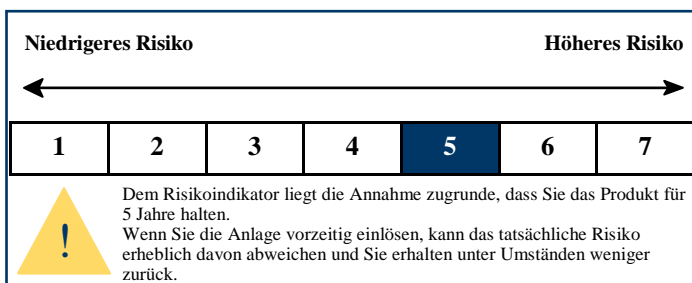 Niedrigeres Risiko Höheres Risiko
1 2 3 4 5 6 7
Dem Risikoindikator liegt die Annahme zugrunde, dass Sie das Produkt für
5 Jahre halten.
!
Wenn Sie die Anlage vorzeitig einlösen, kann das tatsächliche Risiko
erheblich davon abweichen und Sie erhalten unter Umständen weniger
zurück.